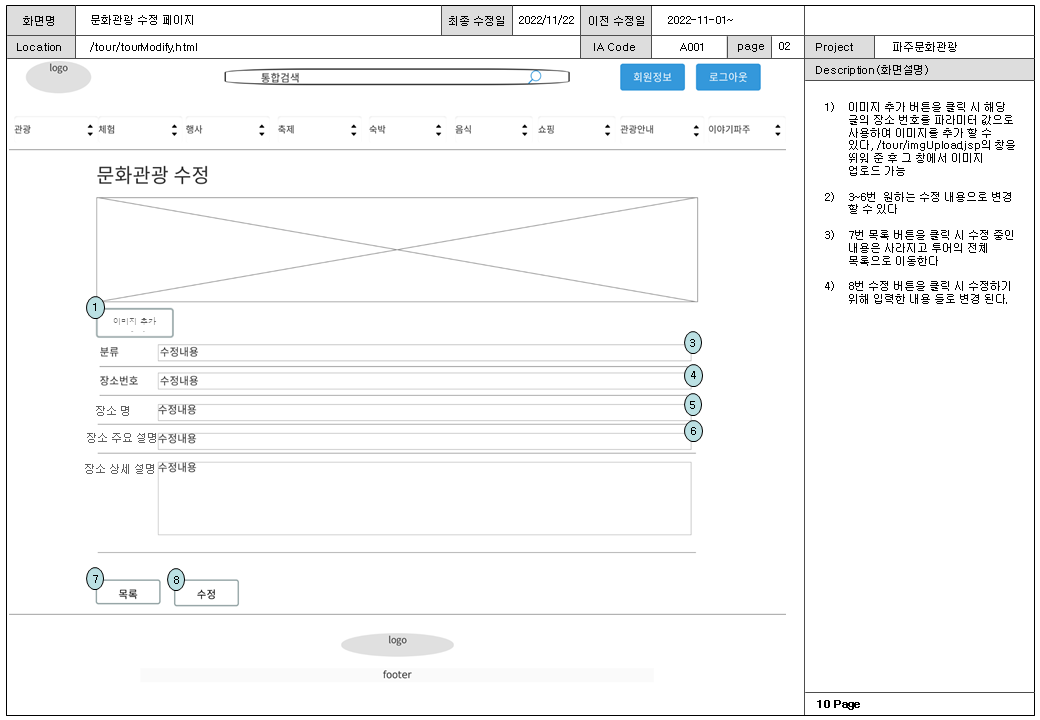 화면명 문화관광 수정 페이지 최종 수정일 2022/11/22 이전 수정일 2022-11-01~
Location /tour/tourModify.html IA Code A001 page 02 Project 파주문화관광
logo 통합검색 회원정보 로그아웃
관광 체험 행사 축제 숙박 음식 쇼핑 관광안내 이야기파주
문화관광 수정
1
이미지 추가
분류 수정내용 3
장소번호 수정내용 4
장소 명 수정내용 5
장소 주요 설명 수정내용 6
장소 상세 설명 수정내용
7 8
목록 수정
logo
footer
Description(화면설명)
1) 이미지 추가 버튼을 클릭 시 해당
글의 장소 번호를 파라미터 값으로
사용하여 이미지를 추가 할 수
있다, /tour/imgUpload.jsp의 창을
띄워 준 후 그 창에서 이미지
업로드 가능
2) 3~6번 원하는 수정 내용으로 변경
할 수 있다
3) 7번 목록 버튼을 클릭 시 수정 중인
내용은 사라지고 투어의 전체
목록으로 이동한다
4) 8번 수정 버튼을 클릭 시 수정하기
위해 입력한 내용 등로 변경 된다.
10 Page